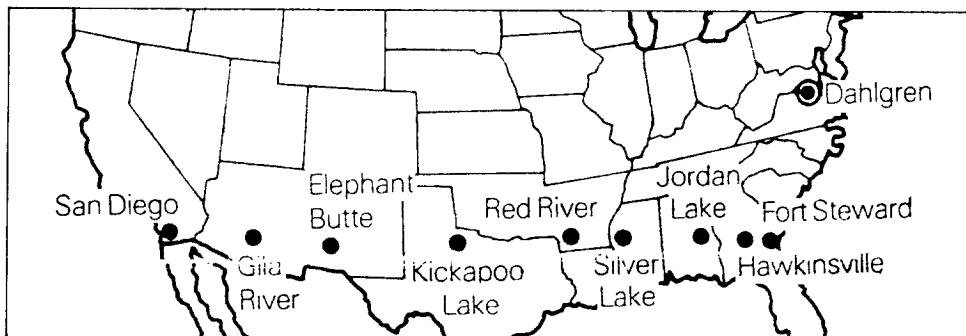 Dahlgren
San Diego
Elephant
Butte
Red River
Jordan
Lake
Fort Steward
Gila
River
Kickapoo
Lake
Silver
Lake
Hawkinsville